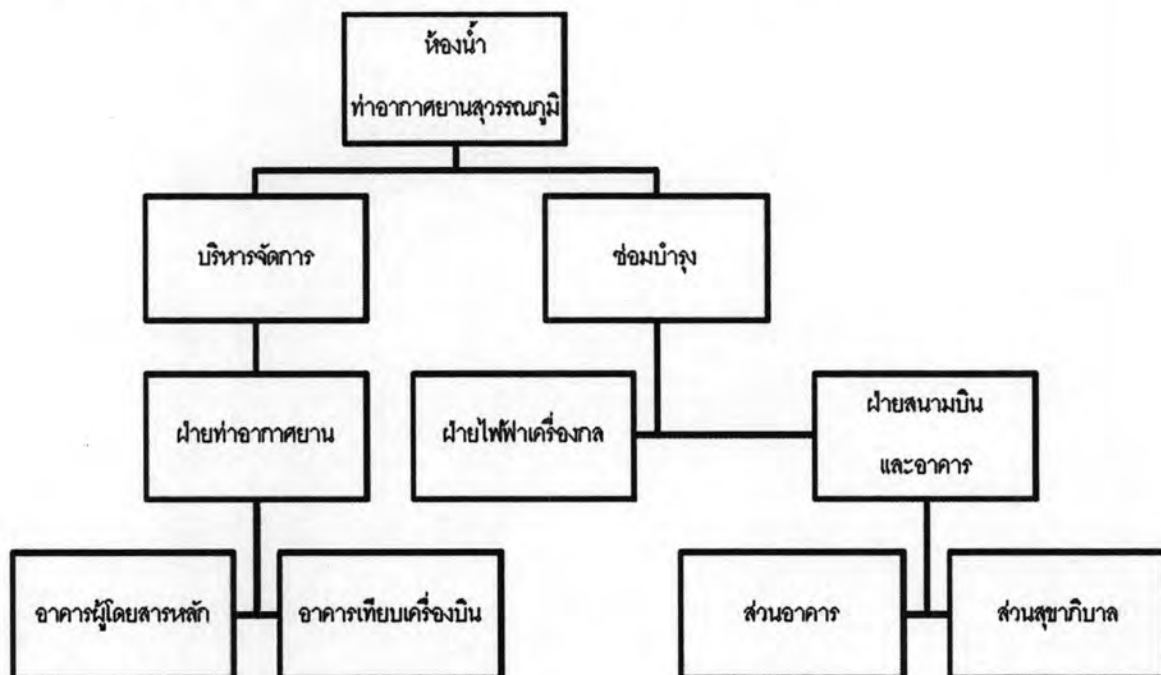 ห้องน้ำ
ท่าอากาศยานสุวรรณภูมิ
บริหารจัดการ
ซ่อมบำรุง
ฝ่ายท่าอากาศยาน
ฝ่ายไฟฟ้าเครื่องกล
ฝ่ายสนามบิน
และอาคาร
อาคารผู้โดยสารหลัก
อาคารเทียบเครื่องบิน
ส่วนอาคาร
ส่วนสุขาภิบาล